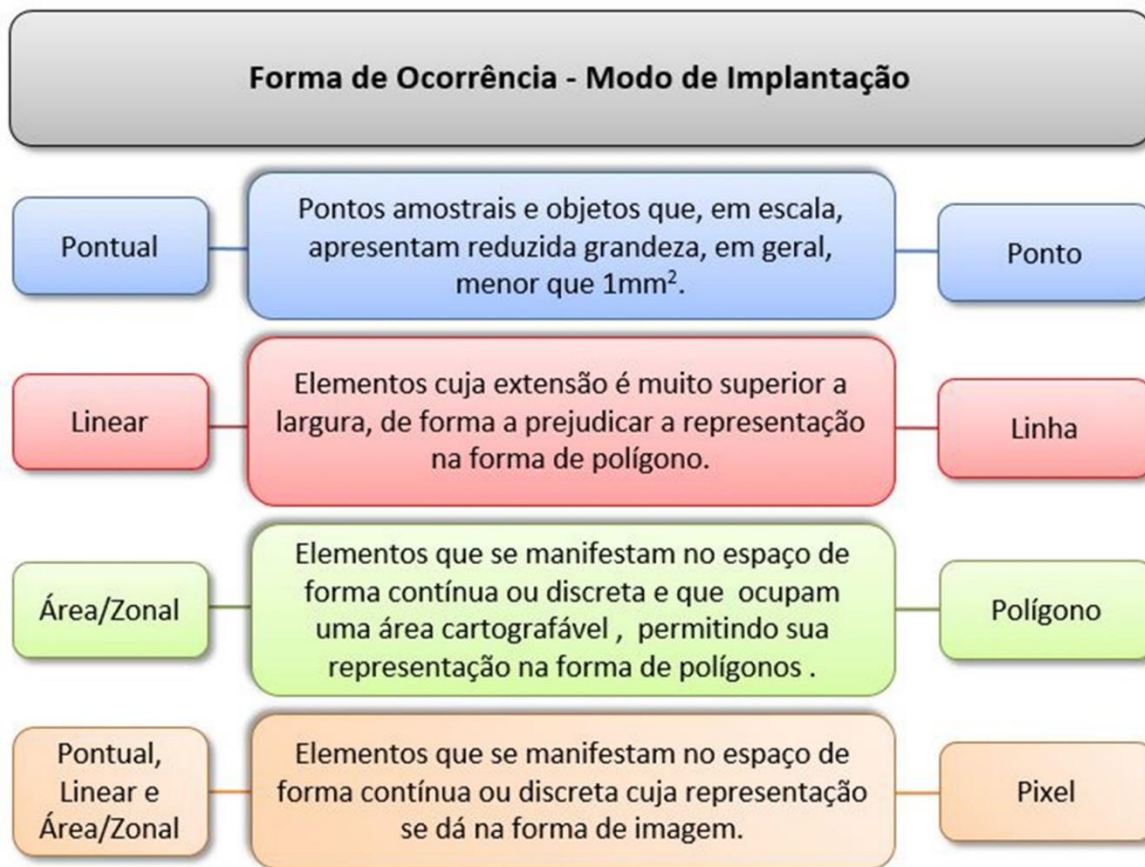 Forma de Ocorrência - Modo de Implantação
Pontual
Pontos amostrais e objetos que, em escala,
apresentam reduzida grandeza, em geral,
menor que 1mm².
Ponto
Linear
Elementos cuja extensão é muito superior a
largura, de forma a prejudicar a representação
na forma de polígono.
Linha
Área/Zonal
Elementos que se manifestam no espaço de
forma contínua ou discreta e que ocupam
uma área cartografável , permitindo sua
representação na forma de polígonos .
Polígono
Pontual,
Linear e
Área/Zonal
Elementos que se manifestam no espaço de
forma contínua ou discreta cuja representação
se dá na forma de imagem.
Pixel